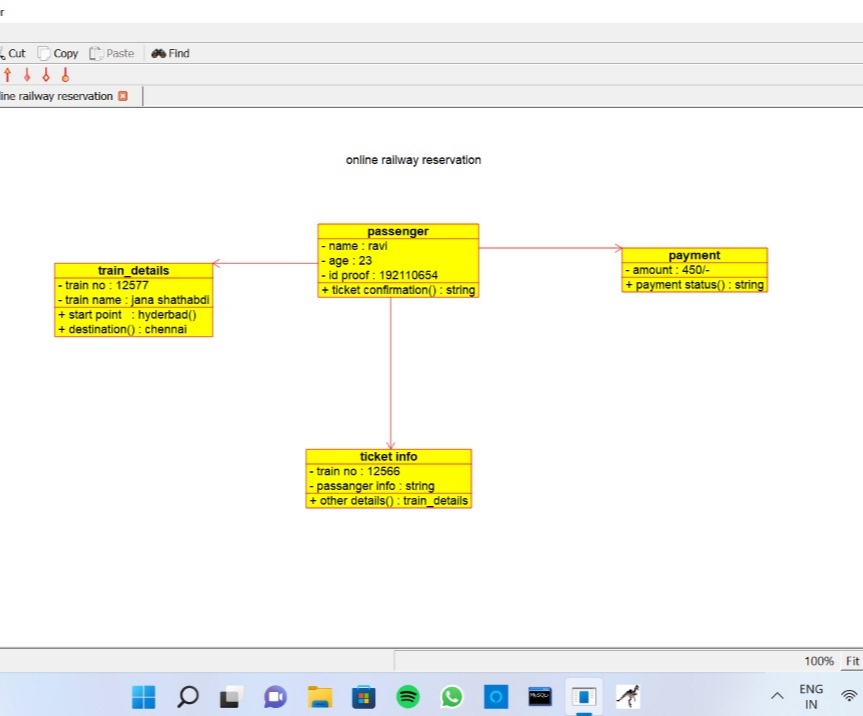 r
Cut Copy Paste Find
line railway reservation
online railway reservation
passenger
- name : ravi
- age : 23
- id proof : 192110654
+ ticket confirmation() : string
train_details
- train no : 12577
- train name : jana shathabdi
+ start point : hyderbad()
+ destination() : chennai
payment
- amount : 450/-
+ payment status() : string
ticket info
- train no : 12566
- passanger info : string
+ other details() : train_details
100% Fit
MySQL
ENG
IN